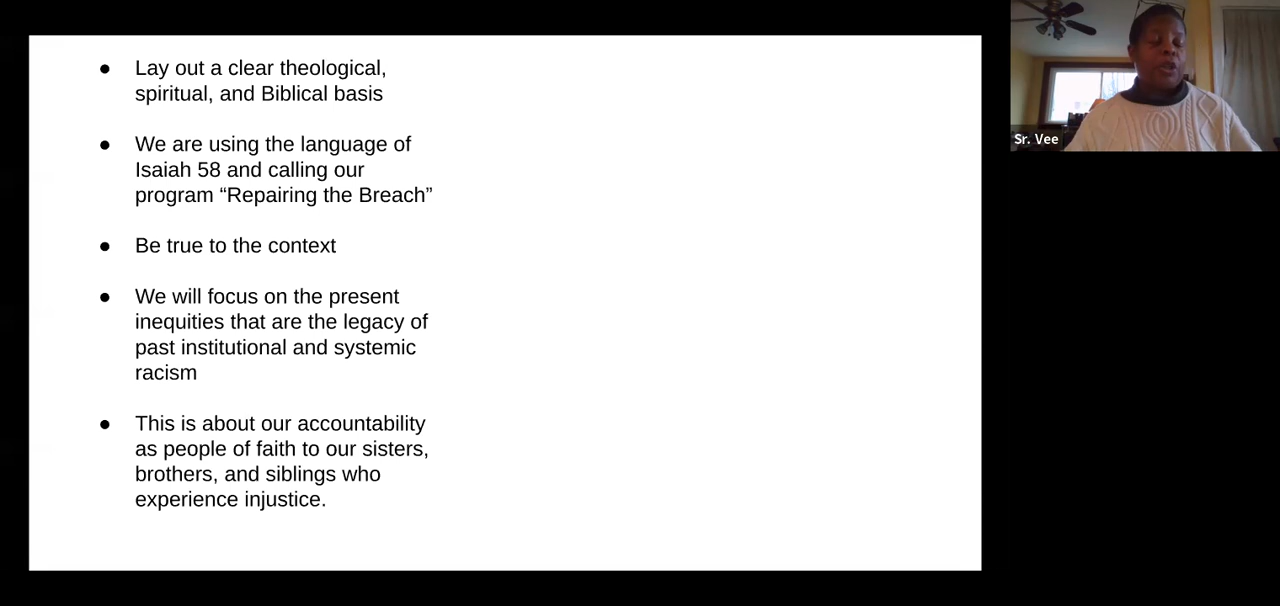 ● Lay out a clear theological,
spiritual, and Biblical basis
● We are using the language of
Isaiah 58 and calling our
program “Repairing the Breach”
● Be true to the context
● We will focus on the present
inequities that are the legacy of
past institutional and systemic
racism
● This is about our accountability
as people of faith to our sisters,
brothers, and siblings who
experience injustice.
Sr. Vee